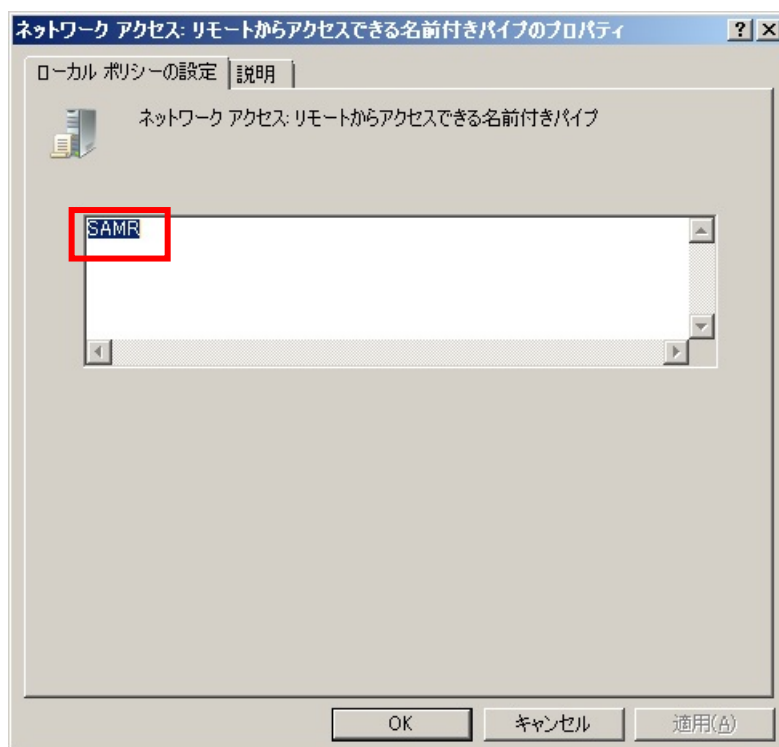 ネットワーク アクセス: リモートからアクセスできる名前付きパイプのプロパティ
ローカル ポリシーの設定 説明
ネットワーク アクセス: リモートからアクセスできる名前付きパイプ
SAMR
OK キャンセル 適用(A)